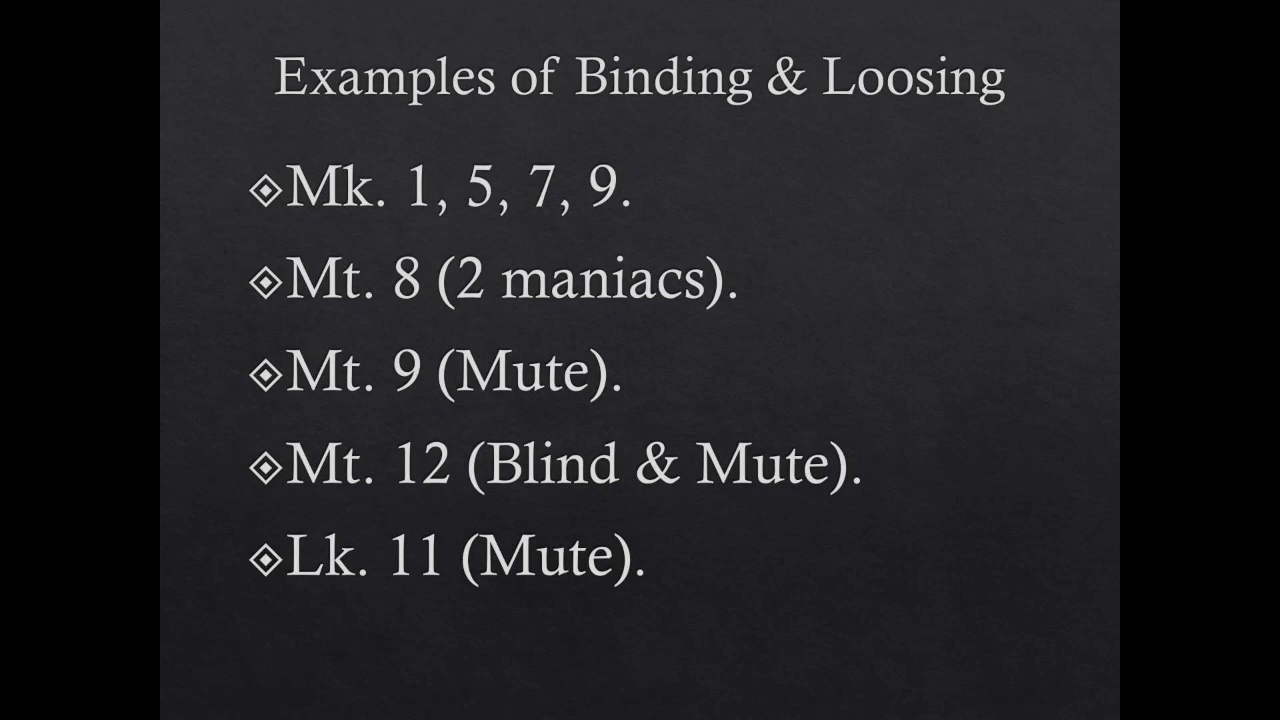 Examples of Binding & Loosing
Mk. 1, 5, 7, 9.
Mt. 8 (2 maniacs).
Mt. 9 (Mute).
Mt. 12 (Blind & Mute).
Lk. 11 (Mute).